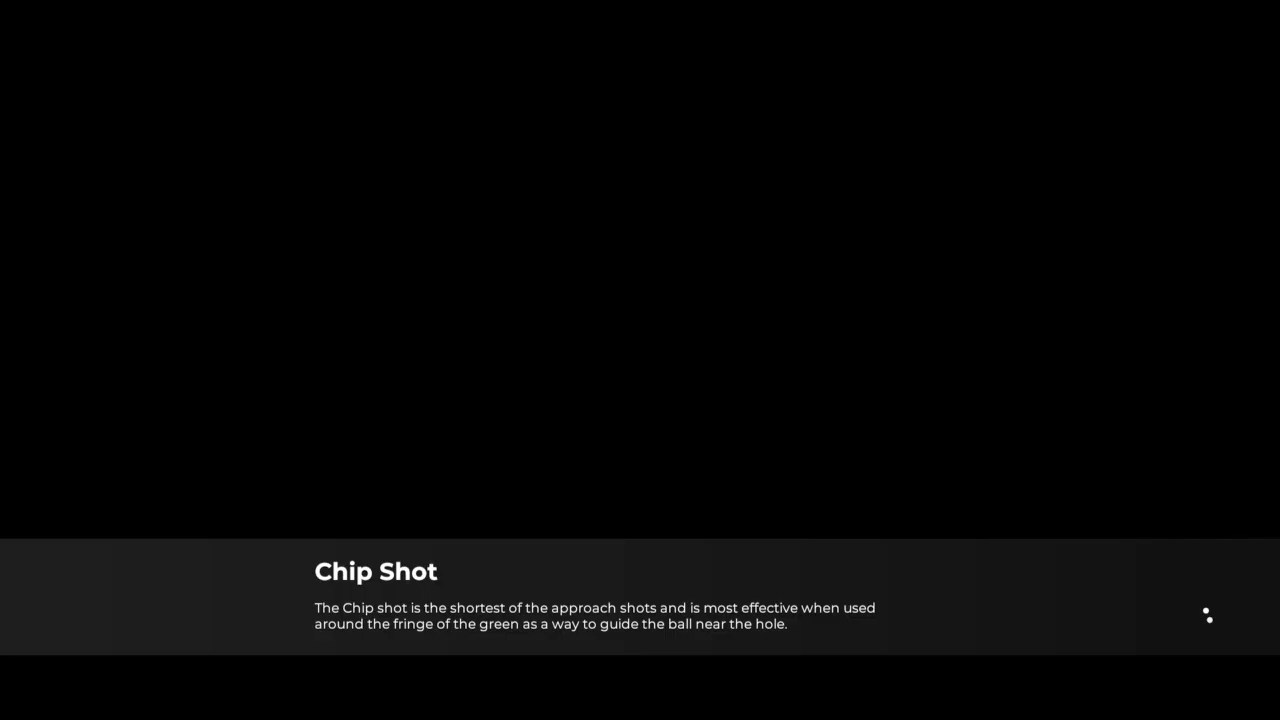 Chip Shot
The Chip shot is the shortest of the approach shots and is most effective when used
around the fringe of the green as a way to guide the ball near the hole.